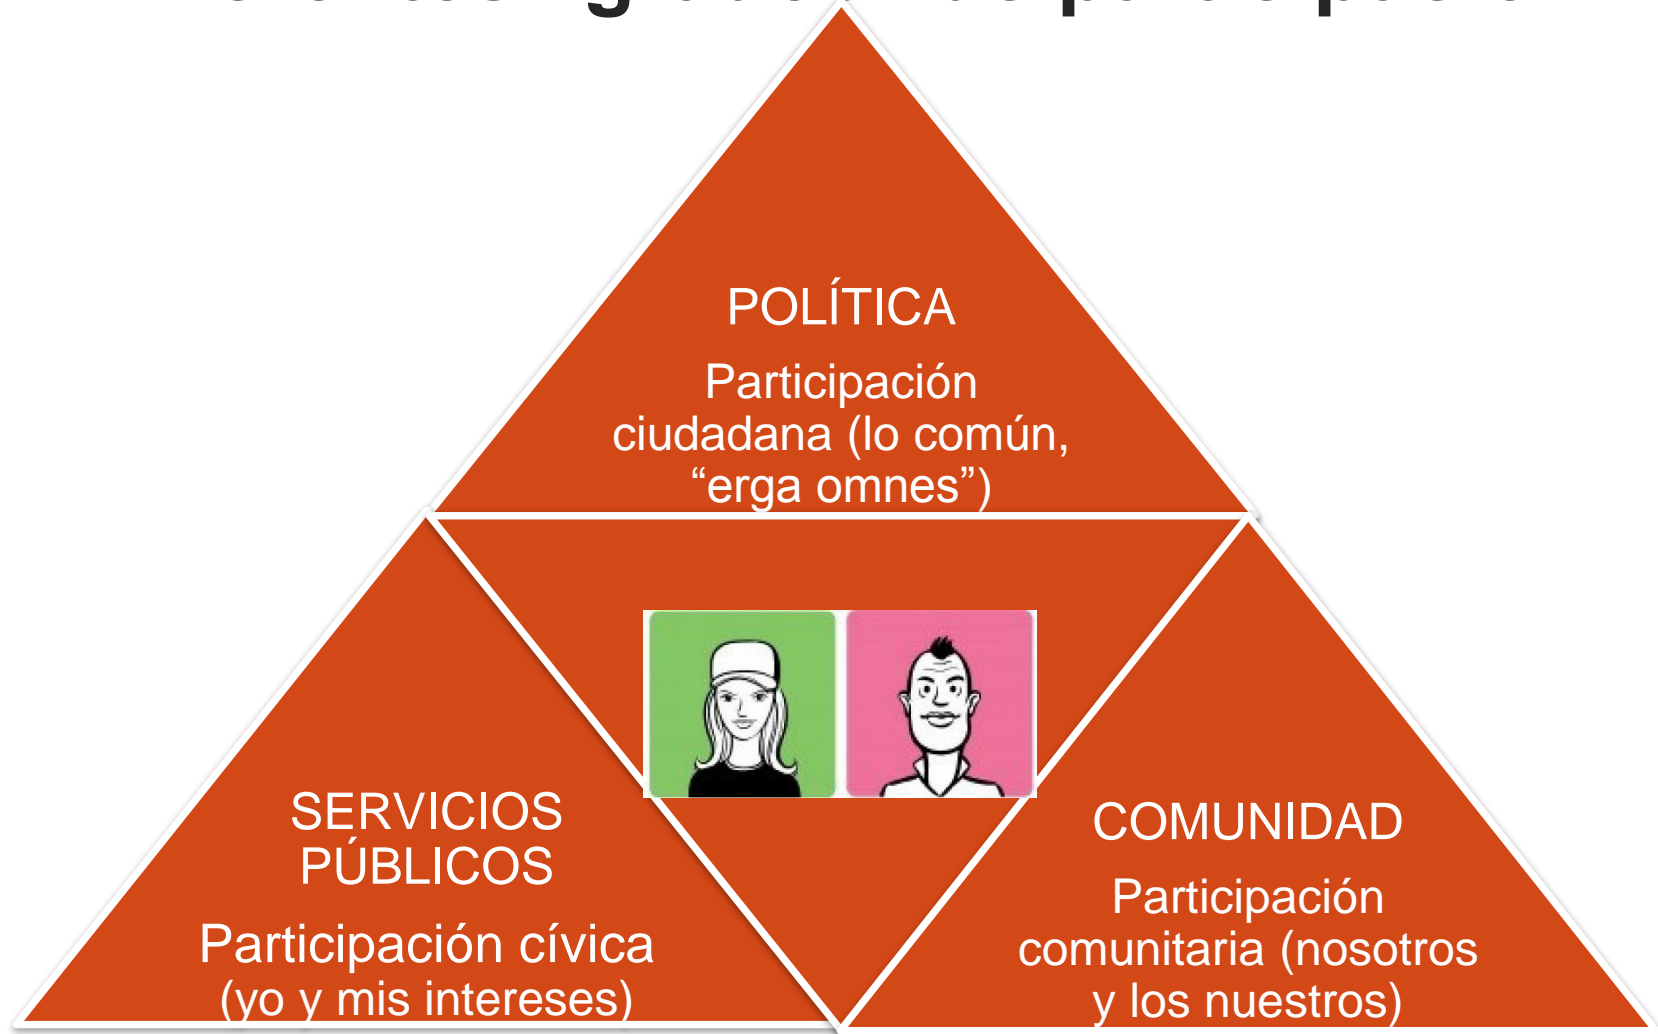 POLÍTICA
Participación
ciudadana (lo común,
“erga omnes”)
SERVICIOS
PÚBLICOS
Participación cívica
(yo y mis intereses)
COMUNIDAD
Participación
comunitaria (nosotros
y los nuestros)